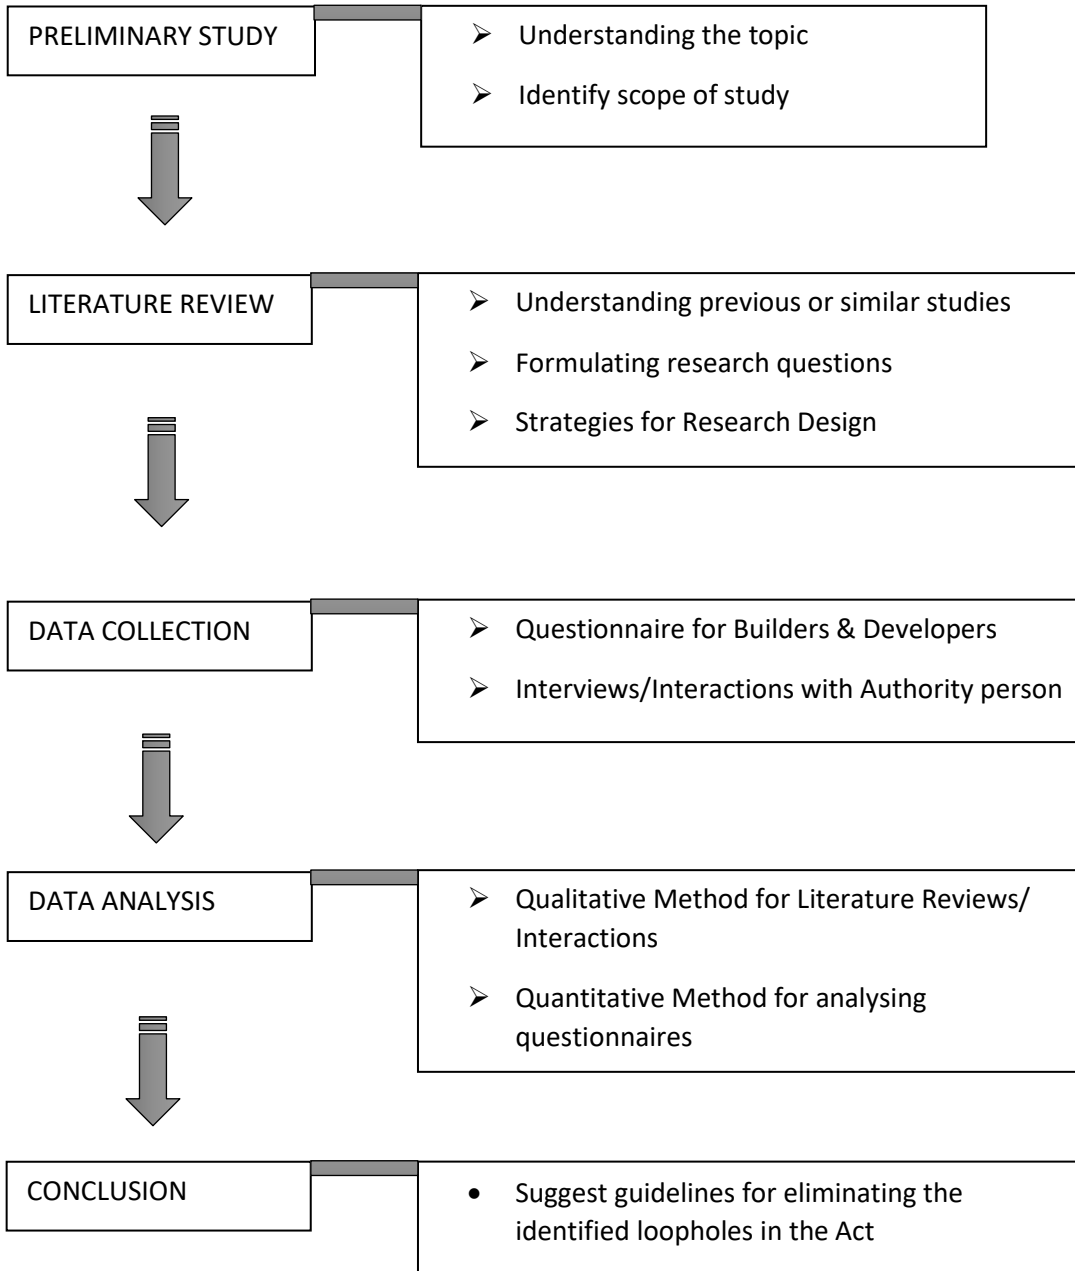 PRELIMINARY STUDY
➢ Understanding the topic
➢ Identify scope of study
LITERATURE REVIEW
➢ Understanding previous or similar studies
➢ Formulating research questions
➢ Strategies for Research Design
DATA COLLECTION
➢ Questionnaire for Builders & Developers
➢ Interviews/Interactions with Authority person
DATA ANALYSIS
➢ Qualitative Method for Literature Reviews/
Interactions
➢ Quantitative Method for analysing
questionnaires
CONCLUSION
• Suggest guidelines for eliminating the
identified loopholes in the Act